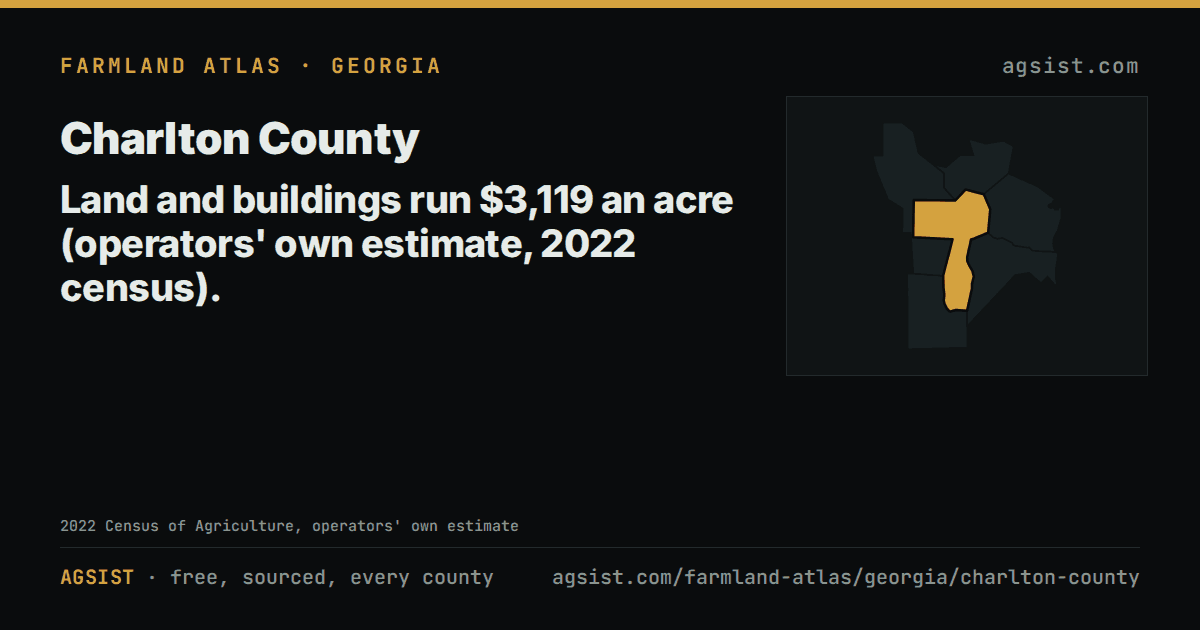 FARMLAND ATLAS · GEORGIA
agsist.com
Charlton County
Land and buildings run $3,119 an acre
(operators' own estimate, 2022
census).
2022 Census of Agriculture, operators' own estimate
AGSIST · free, sourced, every county
agsist.com/farmland-atlas/georgia/charlton-county